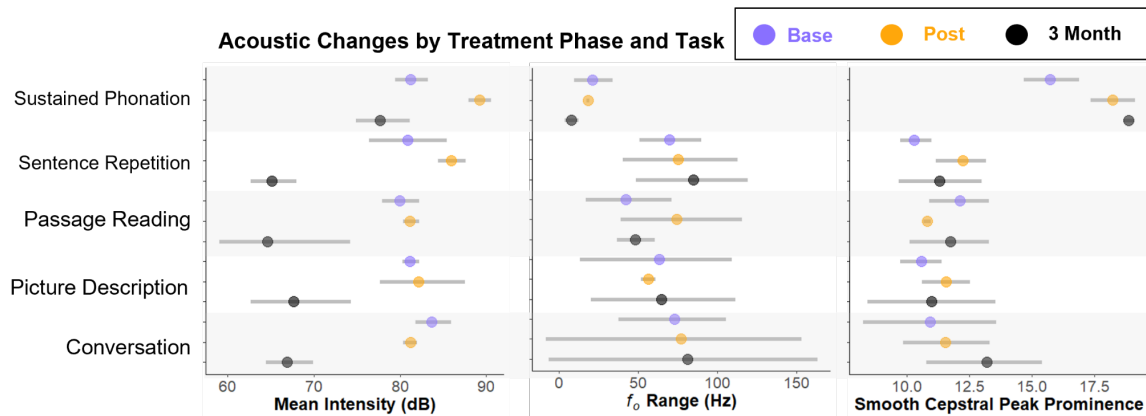 Acoustic Changes by Treatment Phase and Task
Base Post 3 Month
Sustained Phonation
Sentence Repetition
Passage Reading
Picture Description
Conversation
60 70 80 90
0 50 100 150
10.0 12.5 15.0 17.5
Mean Intensity (dB)
fo Range (Hz)
Smooth Cepstral Peak Prominence